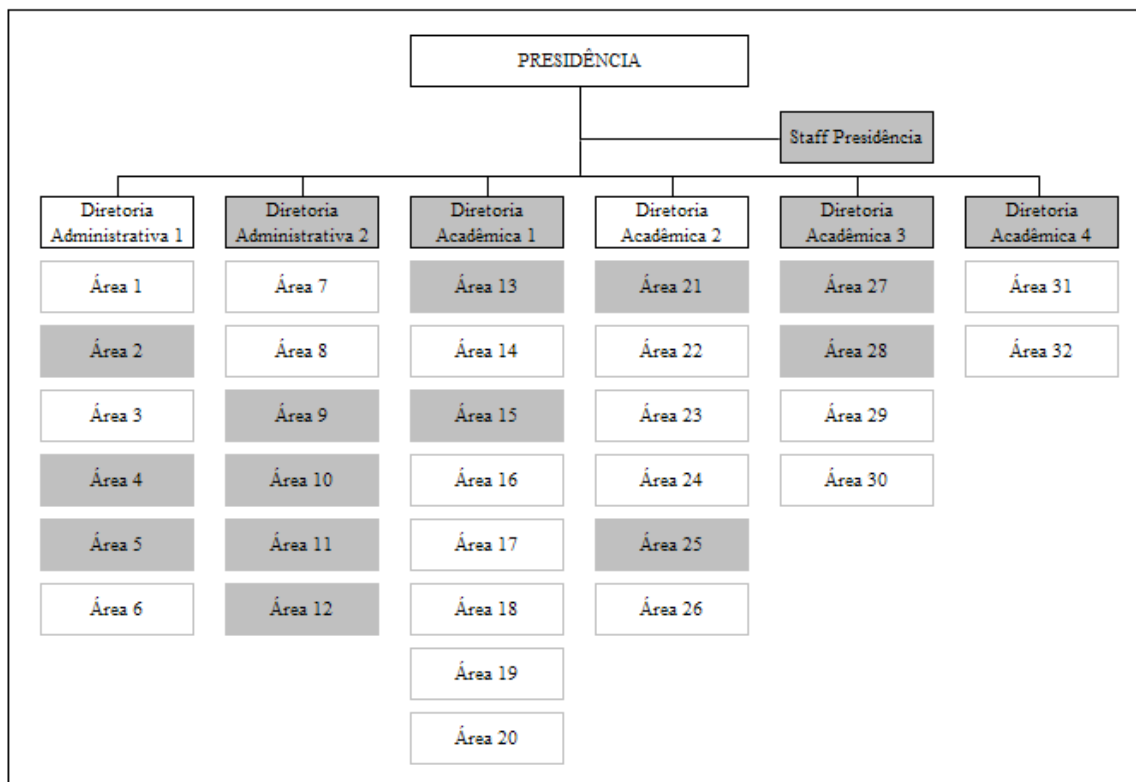 PRESIDÊNCIA
Staff Presidência
Diretoria
Administrativa 1
Diretoria
Administrativa 2
Diretoria
Acadêmica 1
Diretoria
Acadêmica 2
Diretoria
Acadêmica 3
Diretoria
Acadêmica 4
Área 1
Área 7
Área 13
Área 21
Área 27
Área 31
Área 2
Área 8
Área 14
Área 22
Área 28
Área 32
Área 3
Área 9
Área 15
Área 23
Área 29
Área 4
Área 10
Área 16
Área 24
Área 30
Área 5
Área 11
Área 17
Área 25
Área 6
Área 12
Área 18
Área 26
Área 19
Área 20